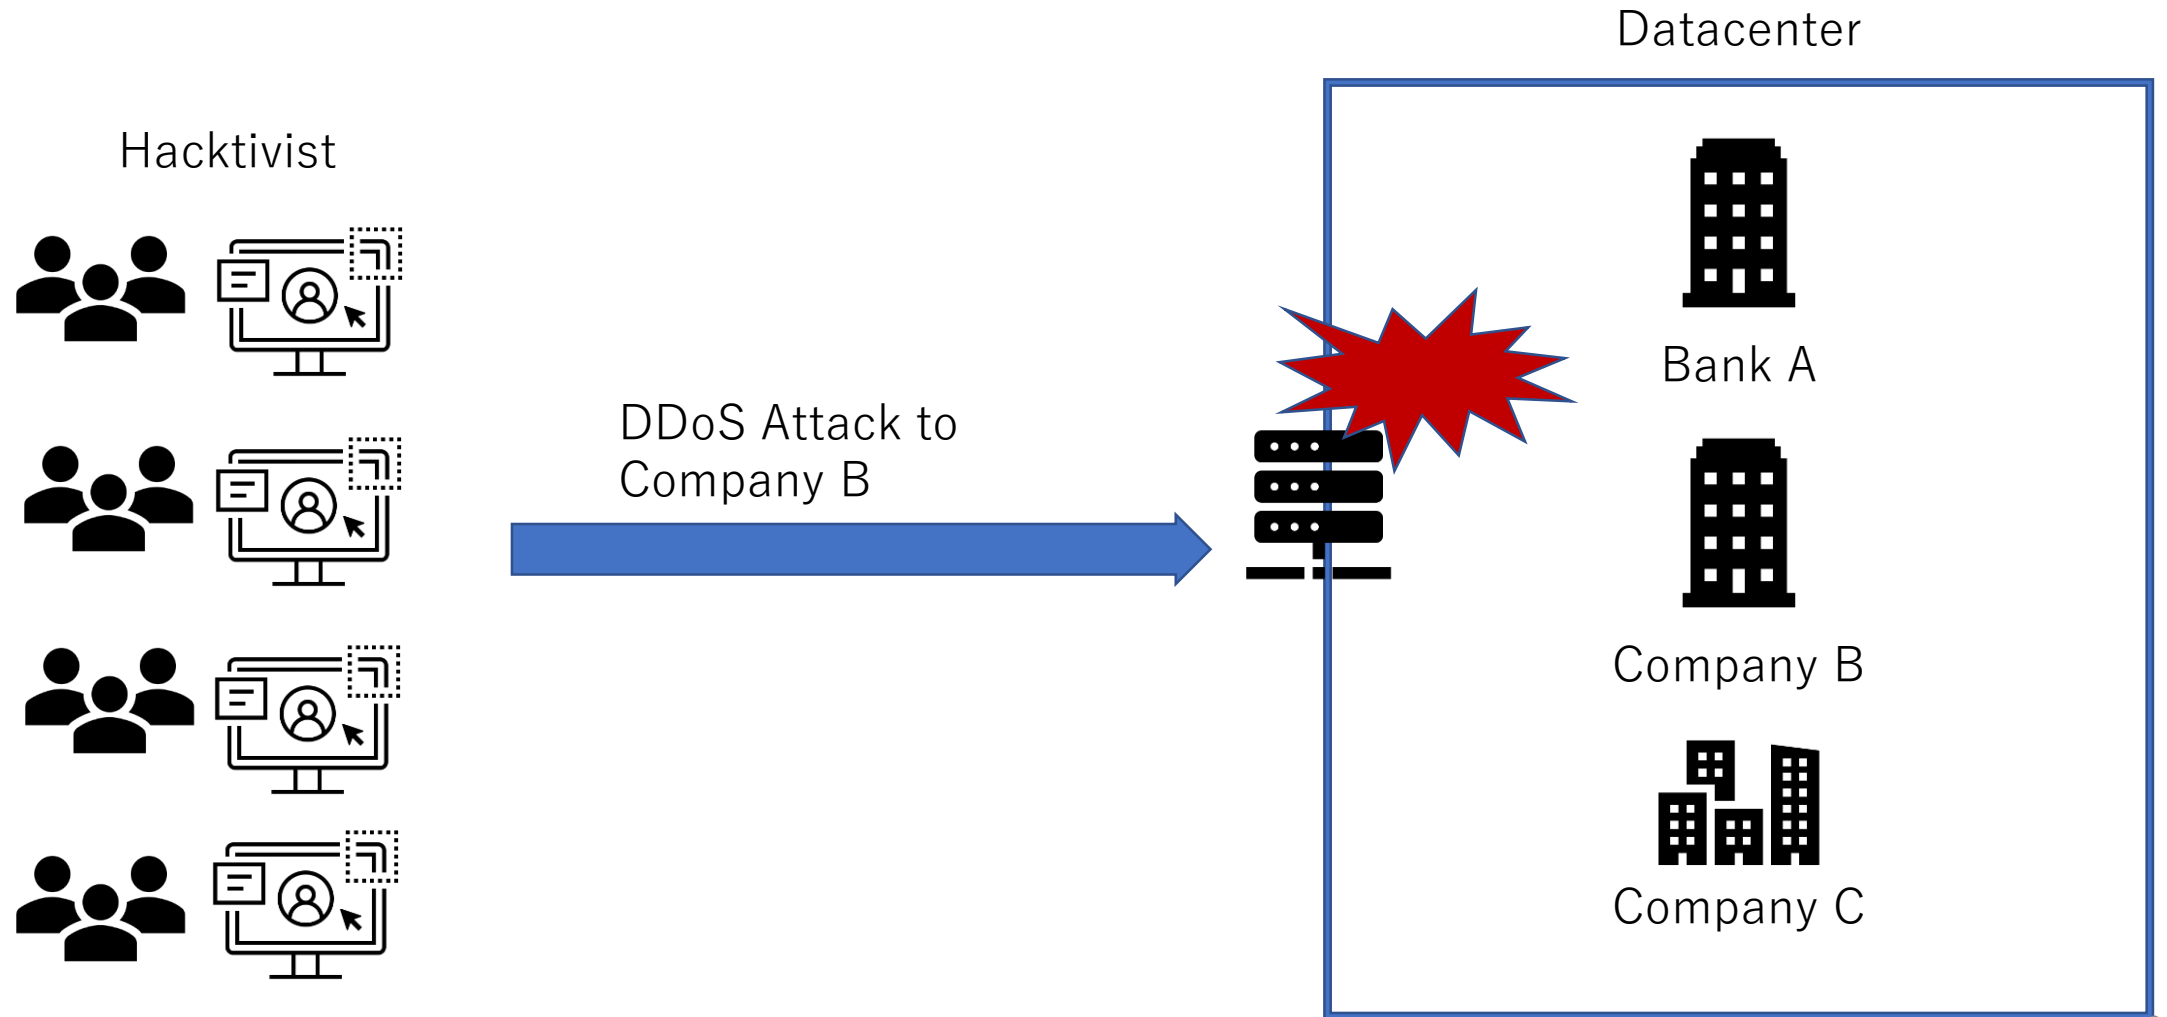 Datacenter
Hacktivist
DDoS Attack to
Company B
Bank A
Company B
Company C